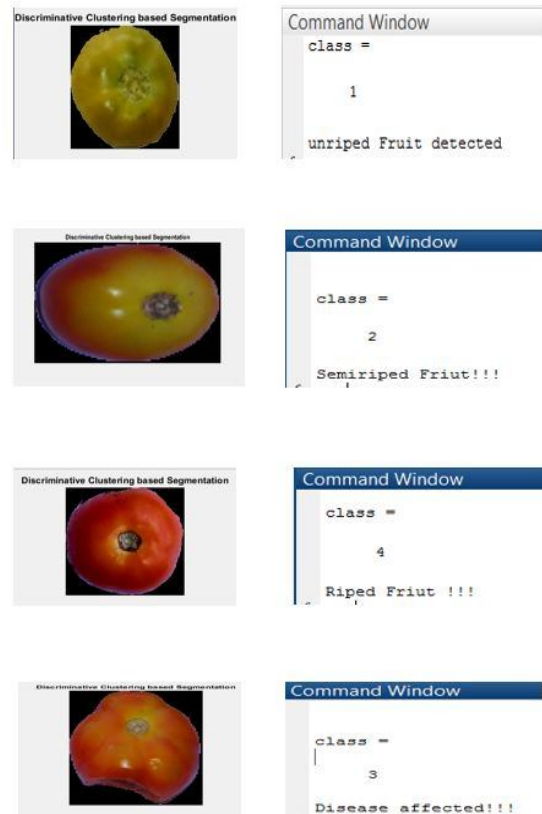 Discriminative Clustering based Segmentation
Command Window
class =
1
unriped Fruit detected
Discriminative Clustering based Segmentation
Command Window
class =
2
Semiriped Friut!!!
Discriminative Clustering based Segmentation
Command Window
class =
4
Riped Friut !!!
Discriminative Clustering based Segmentation
Command Window
class =
3
Disease affected!!!